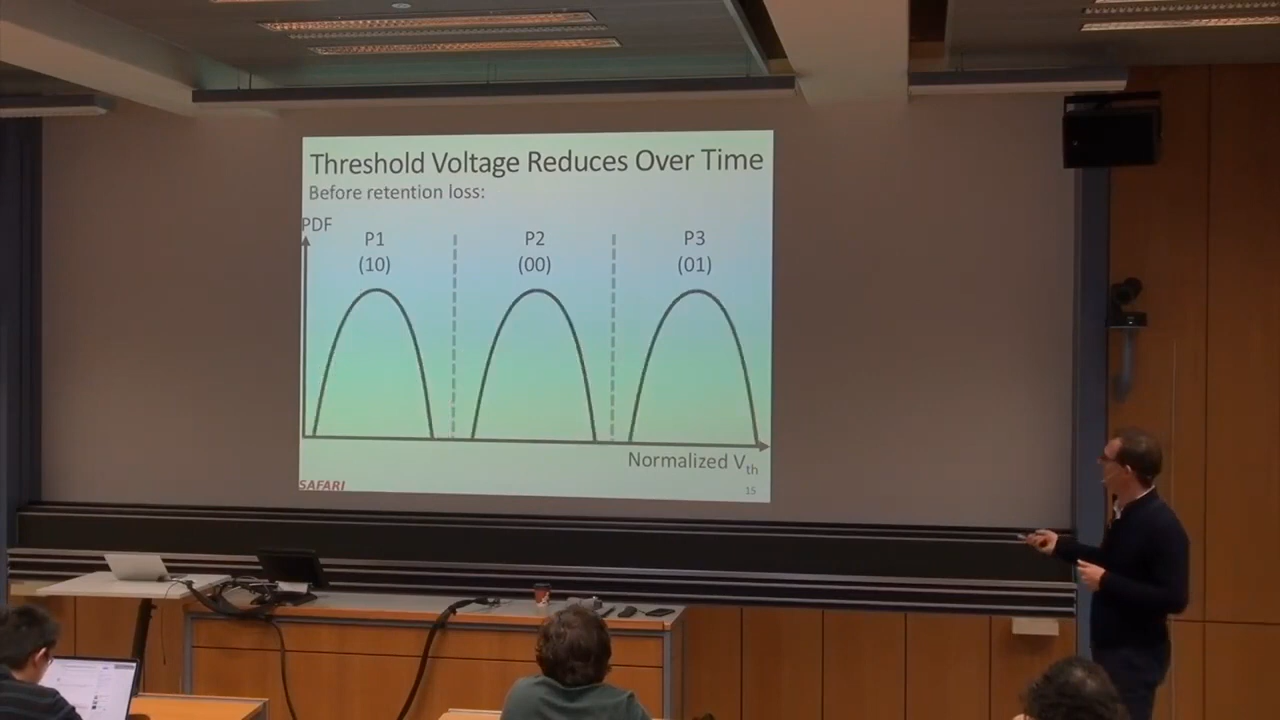 Threshold Voltage Reduces Over Time
Before retention loss:
PDF
P1 P2 P3
(10) (00) (01)
Normalized Vth
SAFARI 15